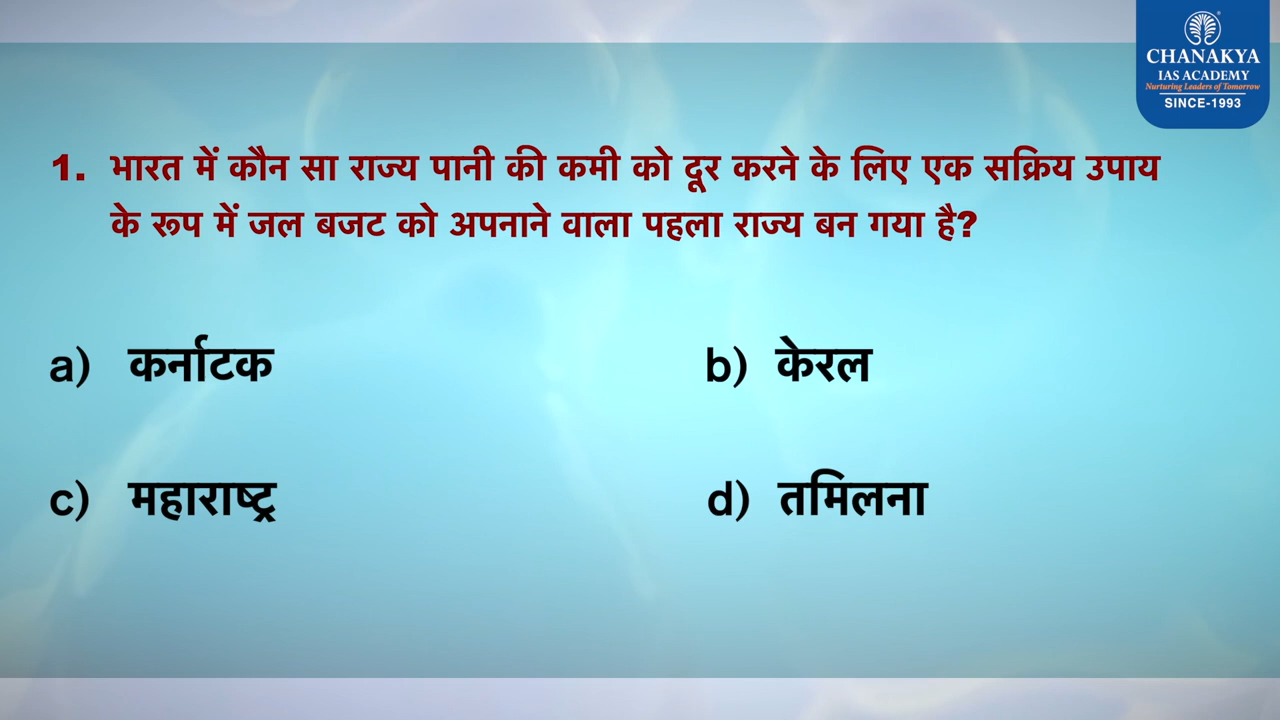 CHANAKYA
IAS ACADEMY
Nurturing Leaders of Tomorrow
SINCE-1993
1. भारत में कौन सा राज्य पानी की कमी को दूर करने के लिए एक सक्रिय उपाय
के रूप में जल बजट को अपनाने वाला पहला राज्य बन गया है?
a) कर्नाटक
b) केरल
c) महाराष्ट्र
d) तमिलना